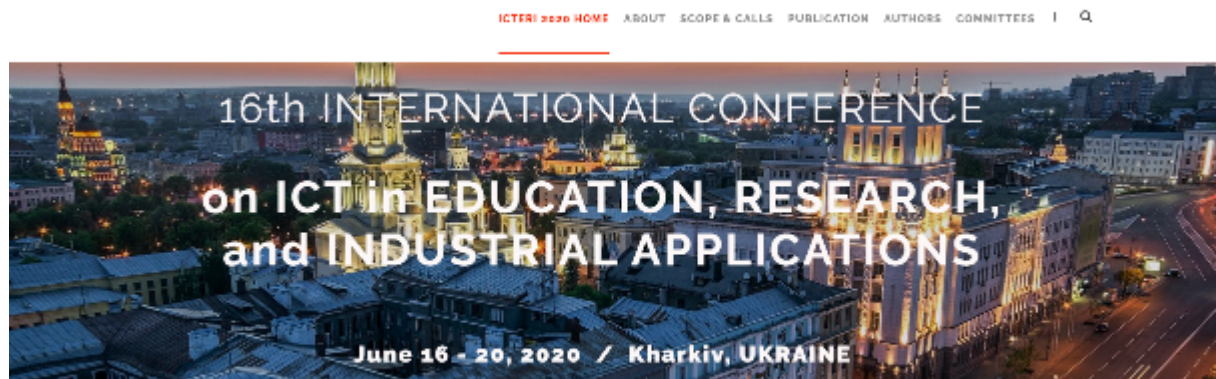 ICTERI 2020 HOME ABOUT SCOPE & CALLS PUBLICATION AUTHORS COMMITTEES
16th INTERNATIONAL CONFERENCE
on ICT in EDUCATION, RESEARCH,
and INDUSTRIAL APPLICATIONS
June 16 - 20, 2020 / Kharkiv, UKRAINE